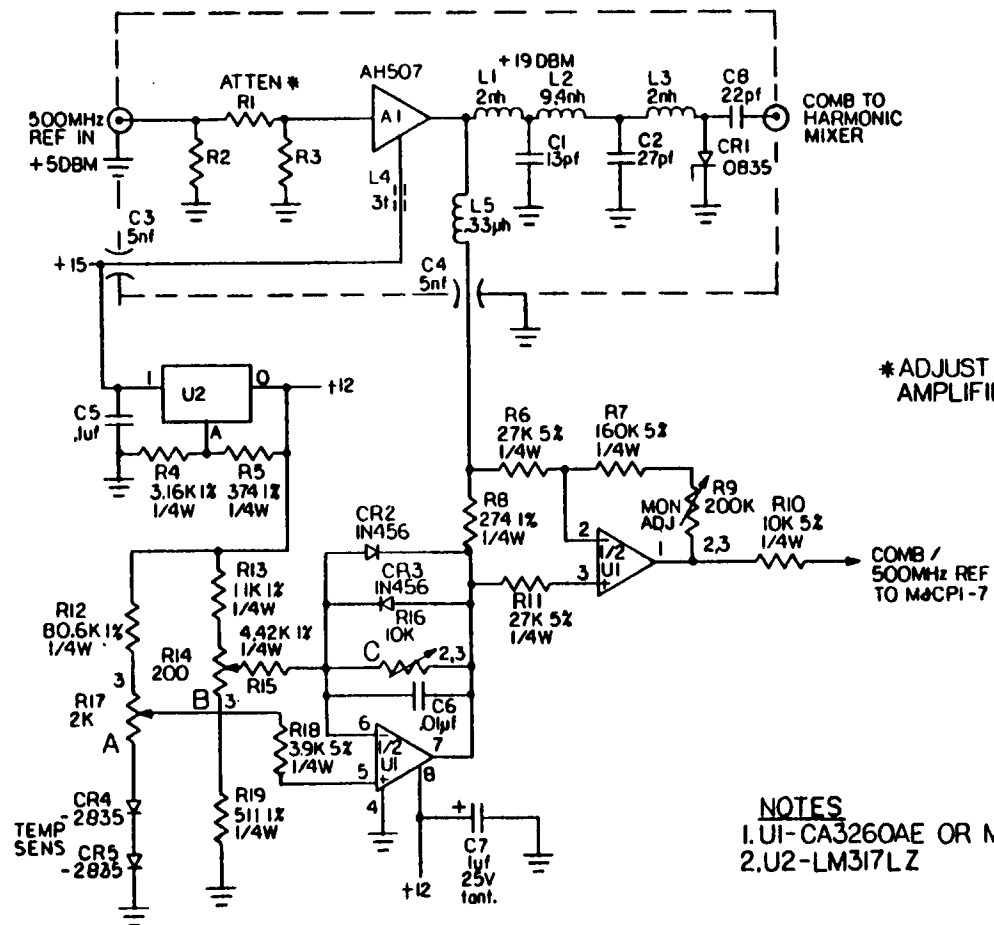 +19 DBM
AH507
ATTEN *
R1
L1
2nh
L2
9.4nh
L3
2nh
C8
22pf
500MHz
REF IN
+5DBM
A1
COMB TO
HARMONIC
MIXER
R2
R3
C1
13pf
C2
27pf
CR1
0835
L4
3t
L5
.33µh
C3
5nf
+15
C4
5nf
1
U2
0
+12
A
C5
.1uf
R4
3.16K 1%
1/4W
R5
374 1%
1/4W
*ADJUST
AMPLIFI
R6
27K 5%
1/4W
R7
160K 5%
1/4W
R8
274 1%
1/4W
MON
ADJ
R9
200K
2,3
R10
10K 5%
1/4W
2
-
1/2
U1
1
3
+
COMB /
500MHz REF
TO M&CPI-7
R11
27K 5%
1/4W
CR2
IN456
CR3
IN456
R16
10K
C
2,3
C6
.01µf
R13
11K 1%
1/4W
R12
80.6K 1%
1/4W
R14
200
4.42K 1%
1/4W
R15
3
R17
2K
A
B
3
R18
3.9K 5%
1/4W
6
-
1/2
U1
7
5
+
8
4
CR4
-2835
TEMP
SENS
CR5
-2835
R19
511 1%
1/4W
+
C7
1µf
25V
tant.
+12
NOTES
1. U1-CA3260AE OR M
2. U2-LM317LZ